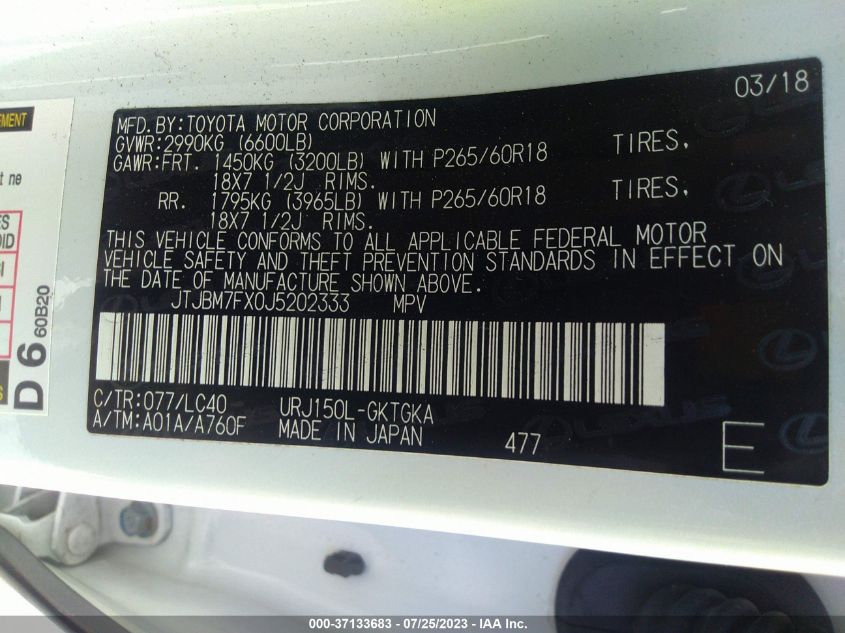 03/18
MFD.BY:TOYOTA MOTOR CORPORATION
GVWR:2990KG (6600LB)
GAWR:FRT. 1450KG (3200LB) WITH P265/60R18 TIRES,
18X7 1/2J RIMS.
RR. 1795KG (3965LB) WITH P265/60R18 TIRES,
18X7 1/2J RIMS.
THIS VEHICLE CONFORMS TO ALL APPLICABLE FEDERAL MOTOR
VEHICLE SAFETY AND THEFT PREVENTION STANDARDS IN EFFECT ON
THE DATE OF MANUFACTURE SHOWN ABOVE.
JTJBM7FX0J5202333 MPV
C/TR:077/LC40 URJ150L-GKTGKA
A/TM:A01A/A760F MADE IN JAPAN 477
E
D 6 60B20
LEXUS
000-37133683 - 07/25/2023 - IAA Inc.